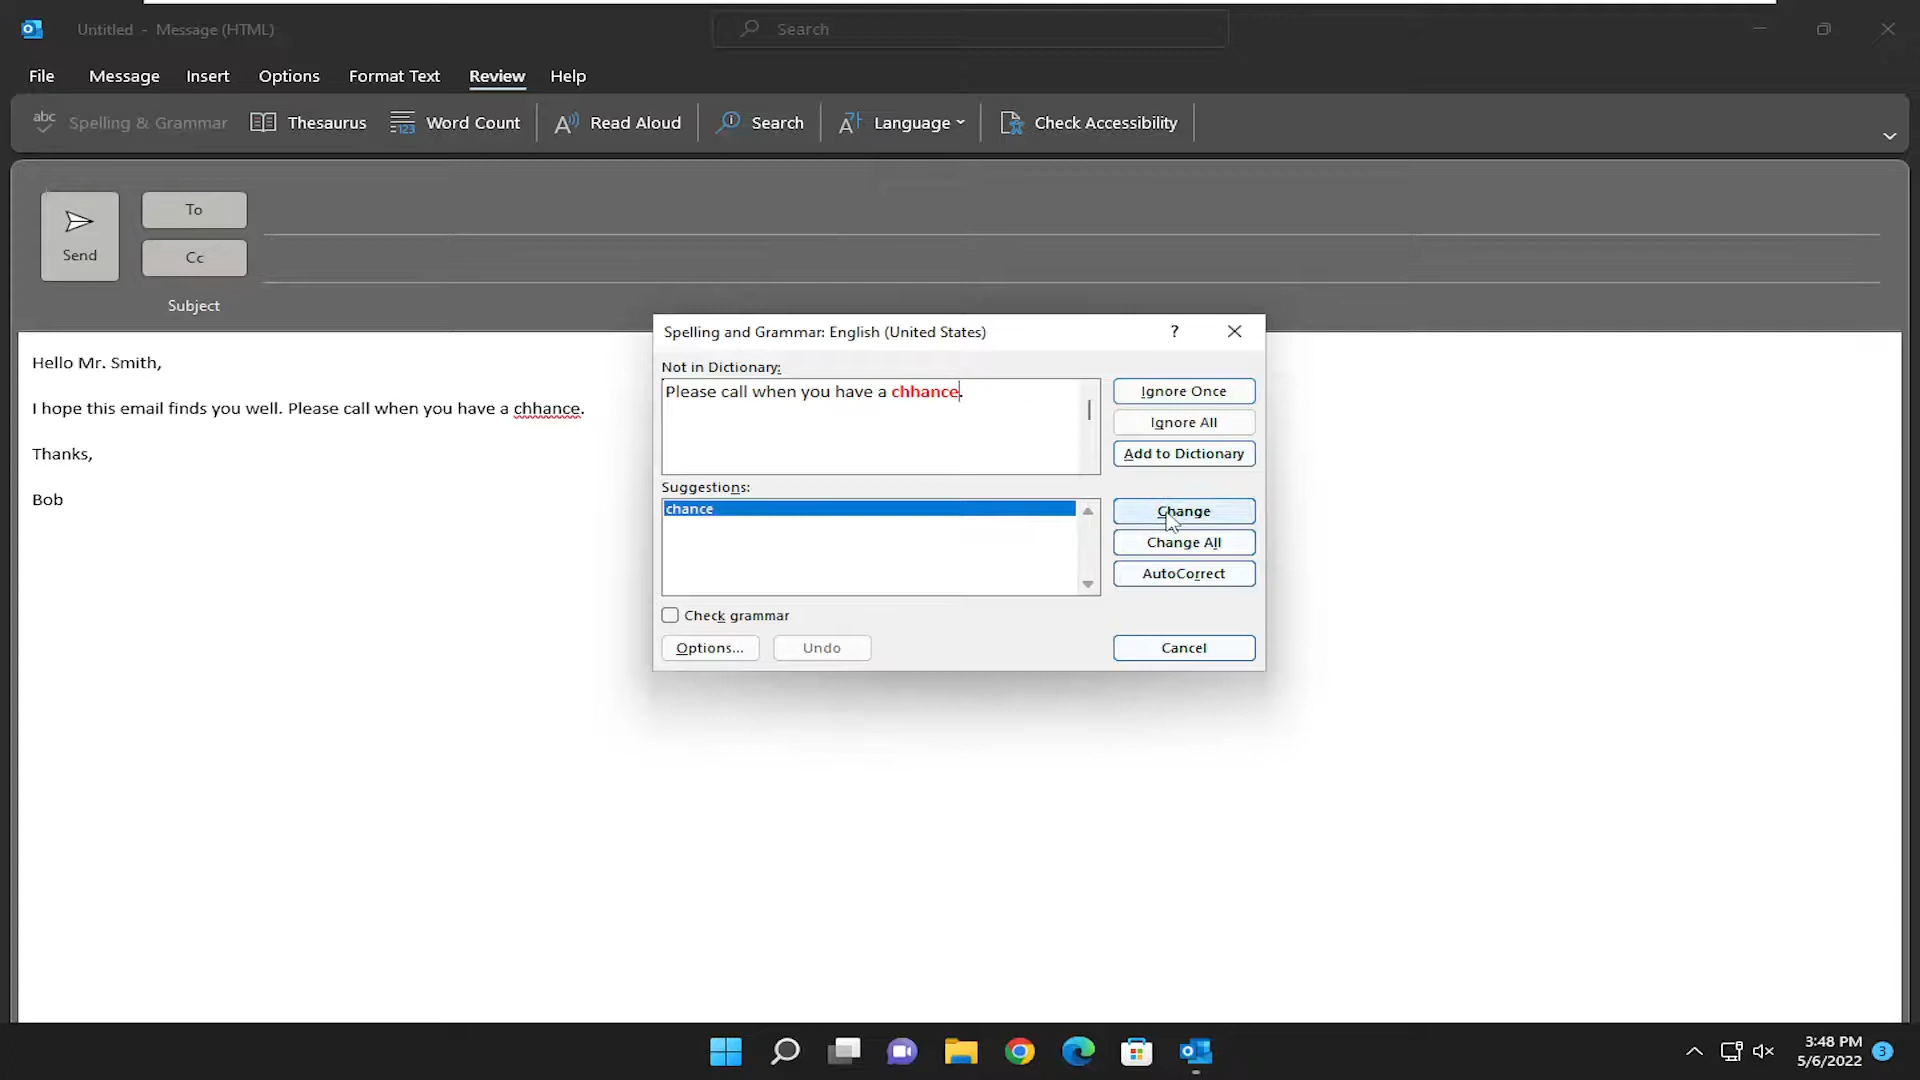 Untitled - Message (HTML)
Search
File Message Insert Options Format Text Review Help
abc Spelling & Grammar Thesaurus 123 Word Count A Read Aloud Search A Language Check Accessibility
Send
To
Cc
Subject
Hello Mr. Smith,
I hope this email finds you well. Please call when you have a chhance.
Thanks,
Bob
Spelling and Grammar: English (United States) ?
Not in Dictionary:
Please call when you have a chhance.
Ignore Once
Ignore All
Add to Dictionary
Suggestions:
chance
Change
Change All
AutoCorrect
Check grammar
Options... Undo Cancel
3:48 PM
5/6/2022 3